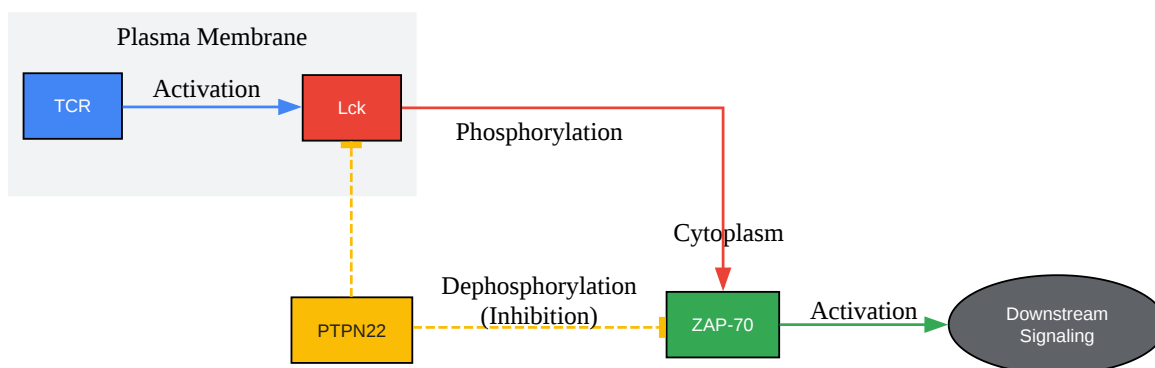 Plasma Membrane
TCR
Activation
Lck
Phosphorylation
Cytoplasm
Dephosphorylation
(Inhibition)
PTPN22
ZAP-70
Activation
Downstream
Signaling